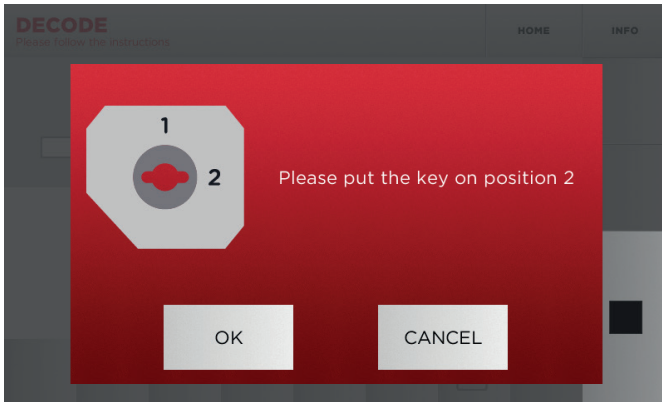 DECODE
Please follow the instructions
HOME
INFO
1
2
Please put the key on position 2
OK
CANCEL